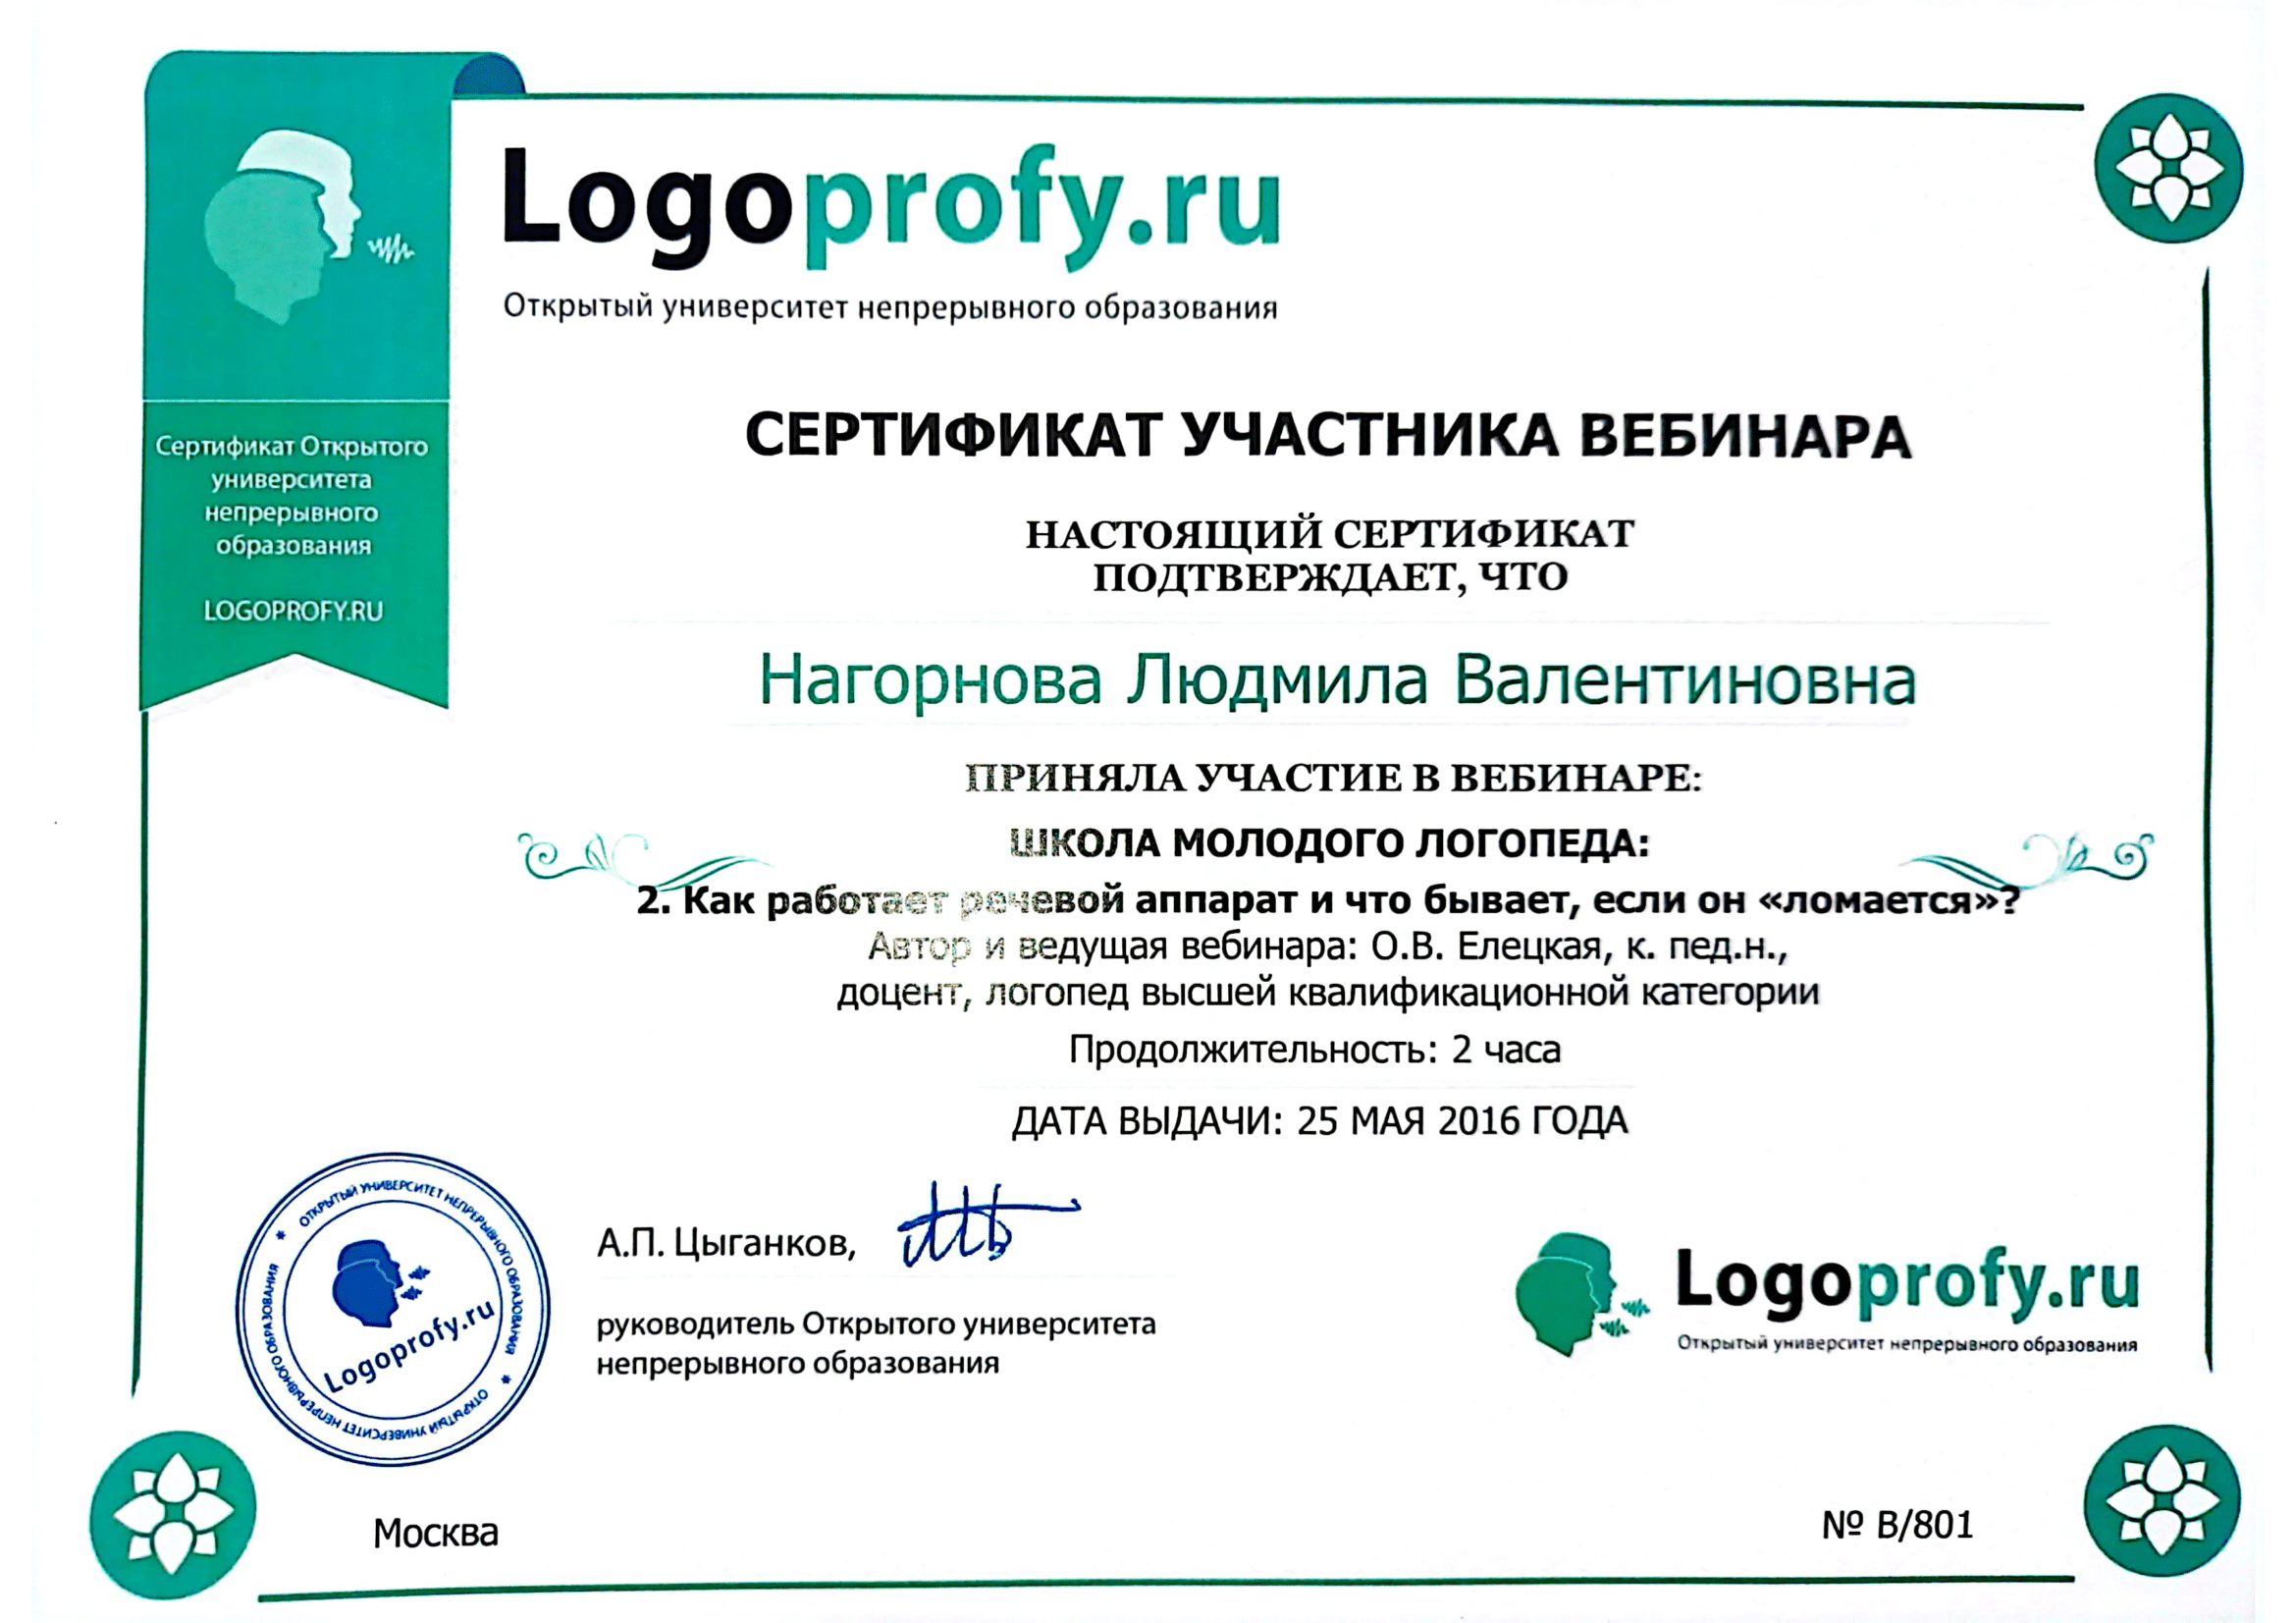 Logoprofy.ru
Открытый университет непрерывного образования
Сертификат Открытого
университета
непрерывного
образования
LOGOPROFY.RU
СЕРТИФИКАТ УЧАСТНИКА ВЕБИНАРА
НАСТОЯЩИЙ СЕРТИФИКАТ
ПОДТВЕРЖДАЕТ, ЧТО
Нагорнова Людмила Валентиновна
ПРИНЯЛА УЧАСТИЕ В ВЕБИНАРЕ:
ШКОЛА МОЛОДОГО ЛОГОПЕДА:
2. Как работает речевой аппарат и что бывает, если он «ломается»?
Автор и ведущая вебинара: О.В. Елецкая, к. пед.н.,
доцент, логопед высшей квалификационной категории
Продолжительность: 2 часа
ДАТА ВЫДАЧИ: 25 МАЯ 2016 ГОДА
ОТКРЫТЫЙ УНИВЕРСИТЕТ НЕПРЕРЫВНОГО ОБРАЗОВАНИЯ * ОТКРЫТЫЙ УНИВЕРСИТЕТ НЕПРЕРЫВНОГО ОБРАЗОВАНИЯ *
Logoprofy.ru
А.П. Цыганков,
руководитель Открытого университета
непрерывного образования
Logoprofy.ru
Открытый университет непрерывного образования
Москва
№ В/801